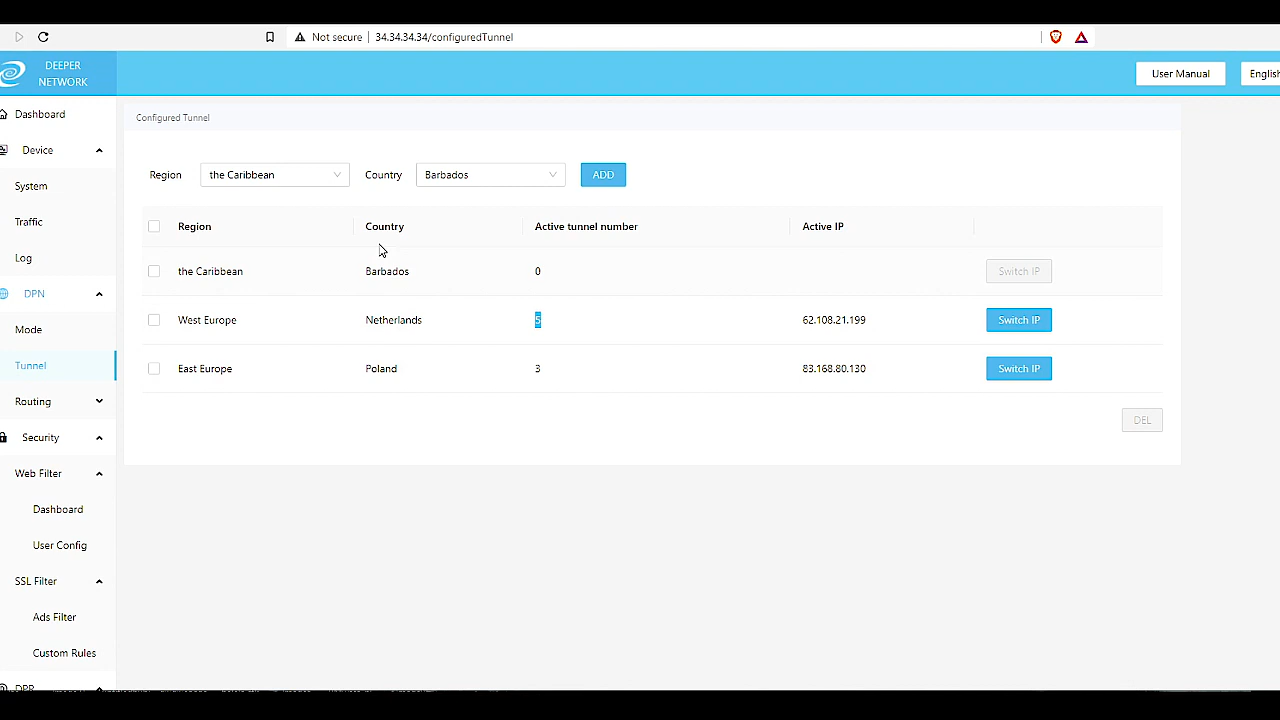 Not secure 34.34.34.34/configuredTunnel
DEEPER
NETWORK
User Manual
English
Dashboard
Device
System
Traffic
Log
DPN
Mode
Tunnel
Routing
Security
Web Filter
Dashboard
User Config
SSL Filter
Ads Filter
Custom Rules
DPR
Configured Tunnel
Region the Caribbean Country Barbados ADD
Region Country Active tunnel number Active IP
the Caribbean Barbados 0 Switch IP
West Europe Netherlands 5 62.108.21.199 Switch IP
East Europe Poland 3 83.168.80.130 Switch IP
DEL